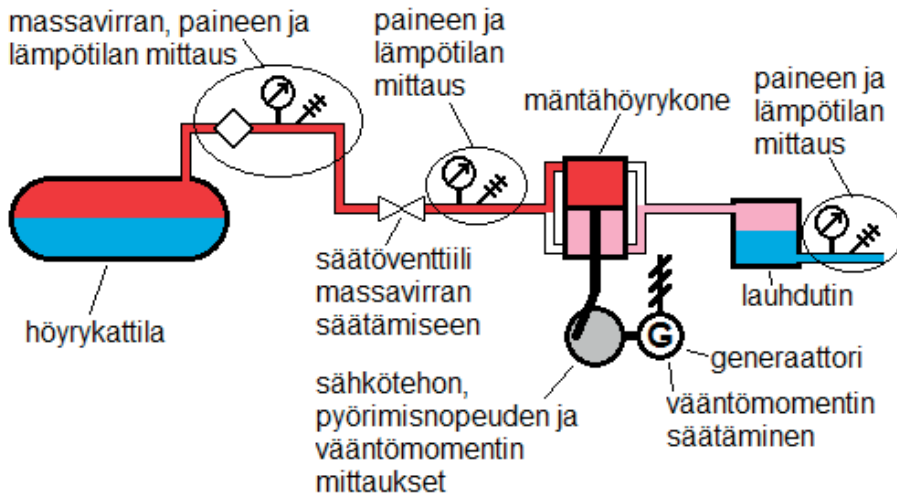 massavirran, paineen ja
lämpötilan mittaus
paineen ja
lämpötilan
mittaus
paineen ja
lämpötilan
mittaus
mäntähöyrykone
höyrykattila
säätöventtiili
massavirran
säätämiseen
lauhdutin
G
generaattori
sähkötehon,
pyörimisnopeuden ja
vääntömomentin
mittaukset
vääntömomentin
säätäminen